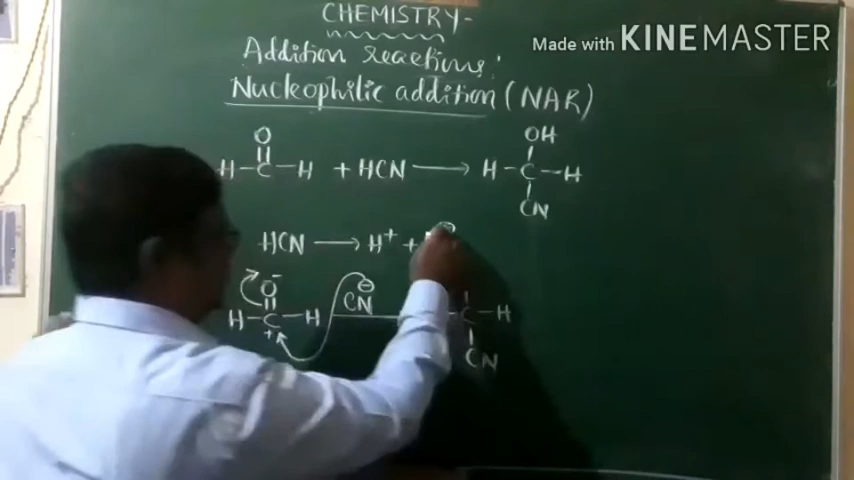 CHEMISTRY-
Made with KINEMASTER
Addition reactions:
Nucleophilic addition (NAR)
O OH
H-C-H + HCN → H-C-H
CN
HCN → H+ +
O- CN⊖
H-C-H C-H
+
CN